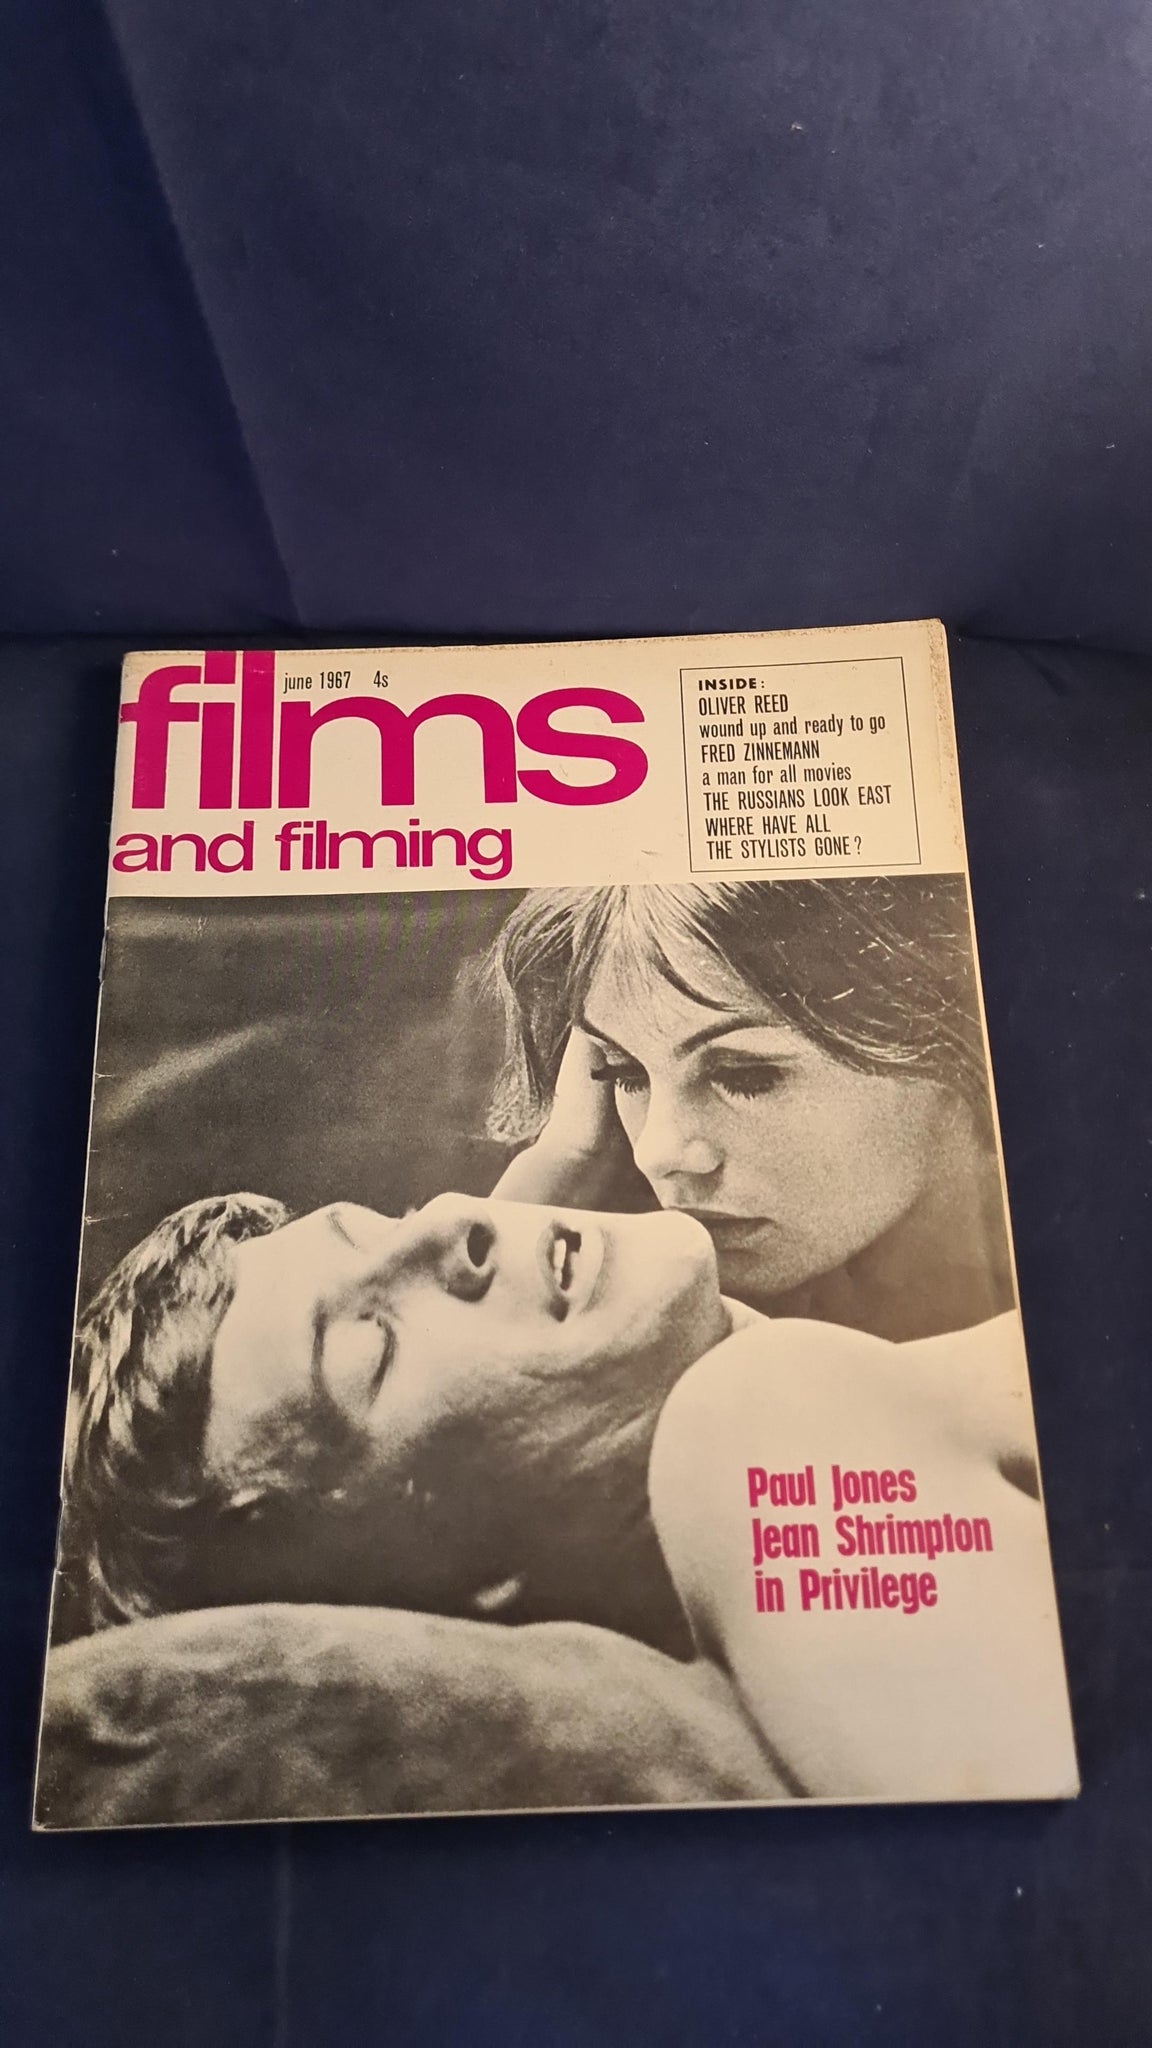 june 1967 4s
films
and filming
INSIDE:
OLIVER REED
wound up and ready to go
FRED ZINNEMANN
a man for all movies
THE RUSSIANS LOOK EAST
WHERE HAVE ALL
THE STYLISTS GONE?
Paul Jones
Jean Shrimpton
in Privilege